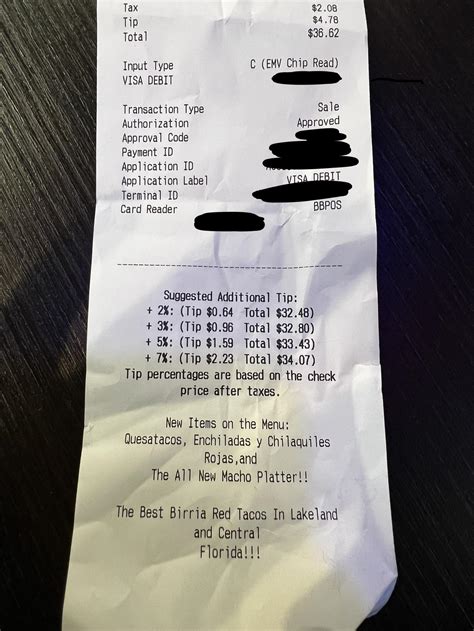 Tax $2.08
Tip $4.78
Total $36.62
Input Type C (EMV Chip Read)
VISA DEBIT
Transaction Type Sale
Authorization Approved
Approval Code
Payment ID
Application ID
Application Label VISA DEBIT
Terminal ID
Card Reader BBPOS
Suggested Additional Tip:
+ 2%: (Tip $0.64 Total $32.48)
+ 3%: (Tip $0.96 Total $32.80)
+ 5%: (Tip $1.59 Total $33.43)
+ 7%: (Tip $2.23 Total $34.07)
Tip percentages are based on the check
price after taxes.
New Items on the Menu:
Quesatacos, Enchiladas y Chilaquiles
Rojas,and
The All New Macho Platter!!
The Best Birria Red Tacos In Lakeland
and Central
Florida!!!